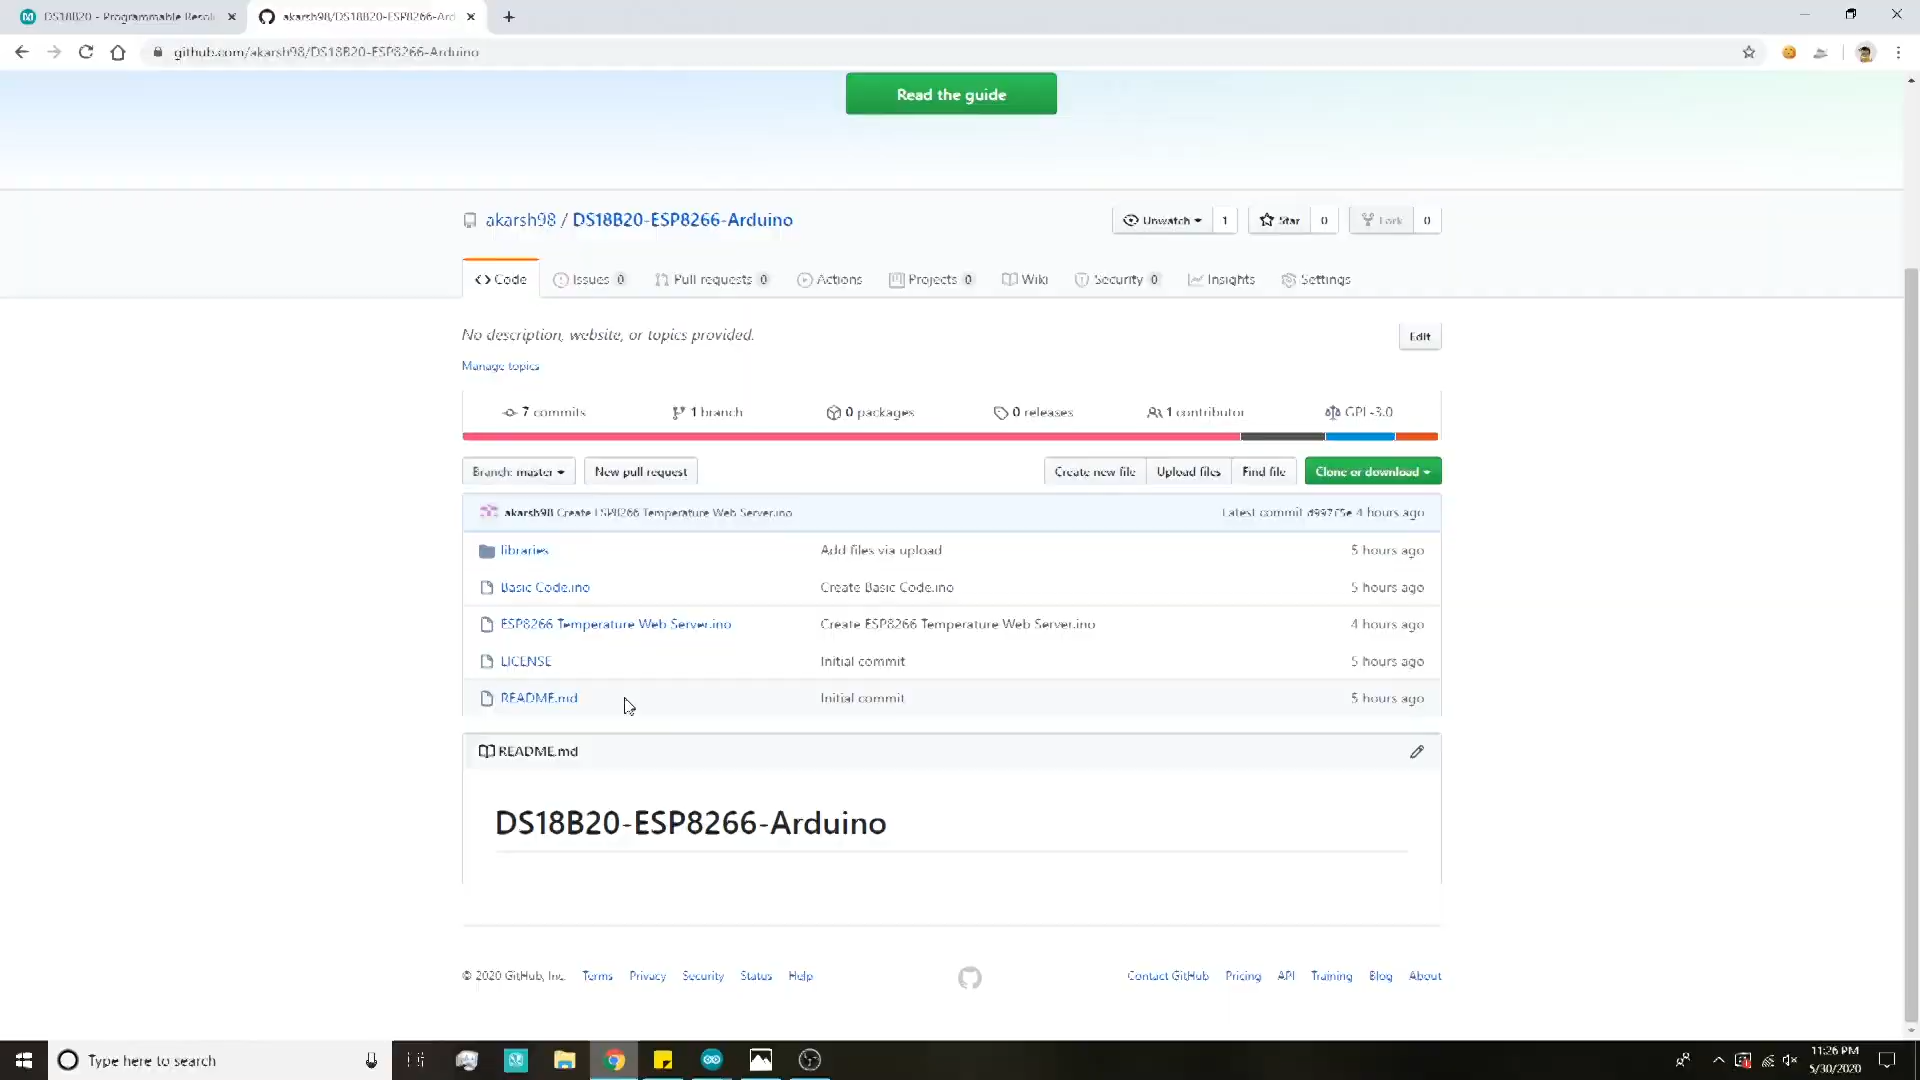 DS18B20 - Programmable Resol
akarsh98/DS18B20-ESP8266-Ard
github.com/akarsh98/DS18B20-ESP8266-Arduino
Read the guide
akarsh98 / DS18B20-ESP8266-Arduino
Unwatch 1 Star 0 Fork 0
Code Issues 0 Pull requests 0 Actions Projects 0 Wiki Security 0 Insights Settings
No description, website, or topics provided. Edit
Manage topics
7 commits 1 branch 0 packages 0 releases 1 contributor GPL-3.0
Branch: master New pull request Create new file Upload files Find file Clone or download
akarsh98 Create ESP8266 Temperature Web Server.ino Latest commit d997f5e 4 hours ago
libraries Add files via upload 5 hours ago
Basic Code.ino Create Basic Code.ino 5 hours ago
ESP8266 Temperature Web Server.ino Create ESP8266 Temperature Web Server.ino 4 hours ago
LICENSE Initial commit 5 hours ago
README.md Initial commit 5 hours ago
README.md
DS18B20-ESP8266-Arduino
© 2020 GitHub, Inc. Terms Privacy Security Status Help Contact GitHub Pricing API Training Blog About
Type here to search
11:26 PM
5/30/2020